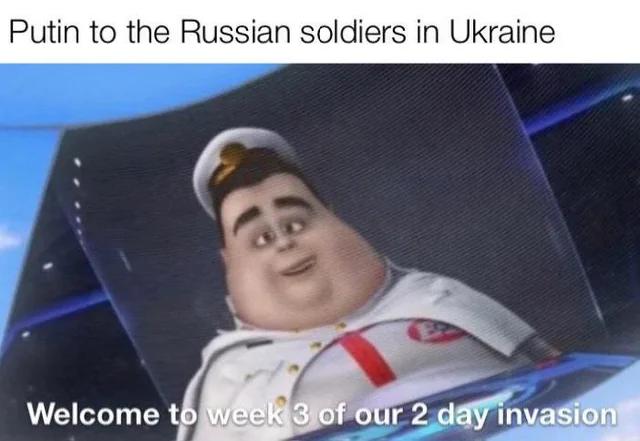 Putin to the Russian soldiers in Ukraine
Welcome to week 3 of our 2 day invasion